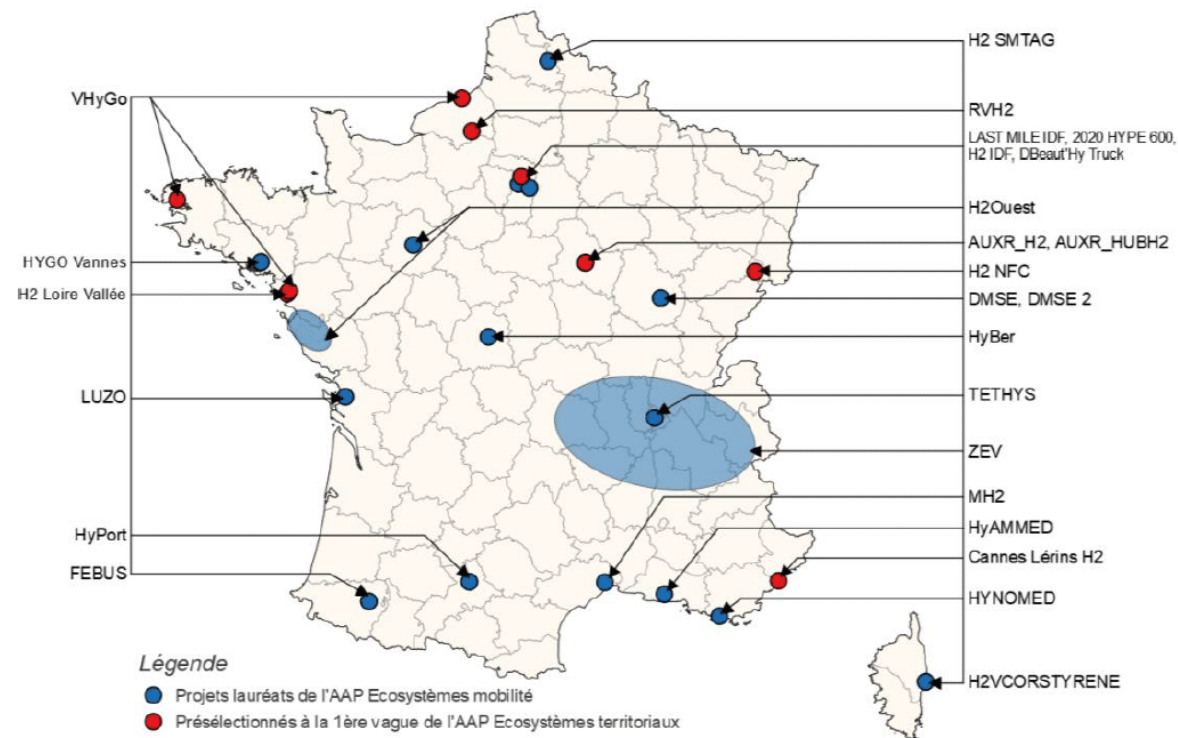 H2 SMTAG
VHyGo
RVH2
LAST MILE IDF, 2020 HYPE 600,
H2 IDF, DBeaut'Hy Truck
H2Ouest
AUXR_H2, AUXR_HUBH2
HYGO Vannes
H2 NFC
H2 Loire Vallée
DMSE, DMSE 2
HyBer
LUZO
TETHYS
ZEV
MH2
HyPort
HyAMMED
Cannes Lérins H2
FEBUS
HYNOMED
Légende
H2VCORSTYRENE
Projets lauréats de l'AAP Ecosystèmes mobilité
Présélectionnés à la 1ère vague de l'AAP Ecosystèmes territoriaux